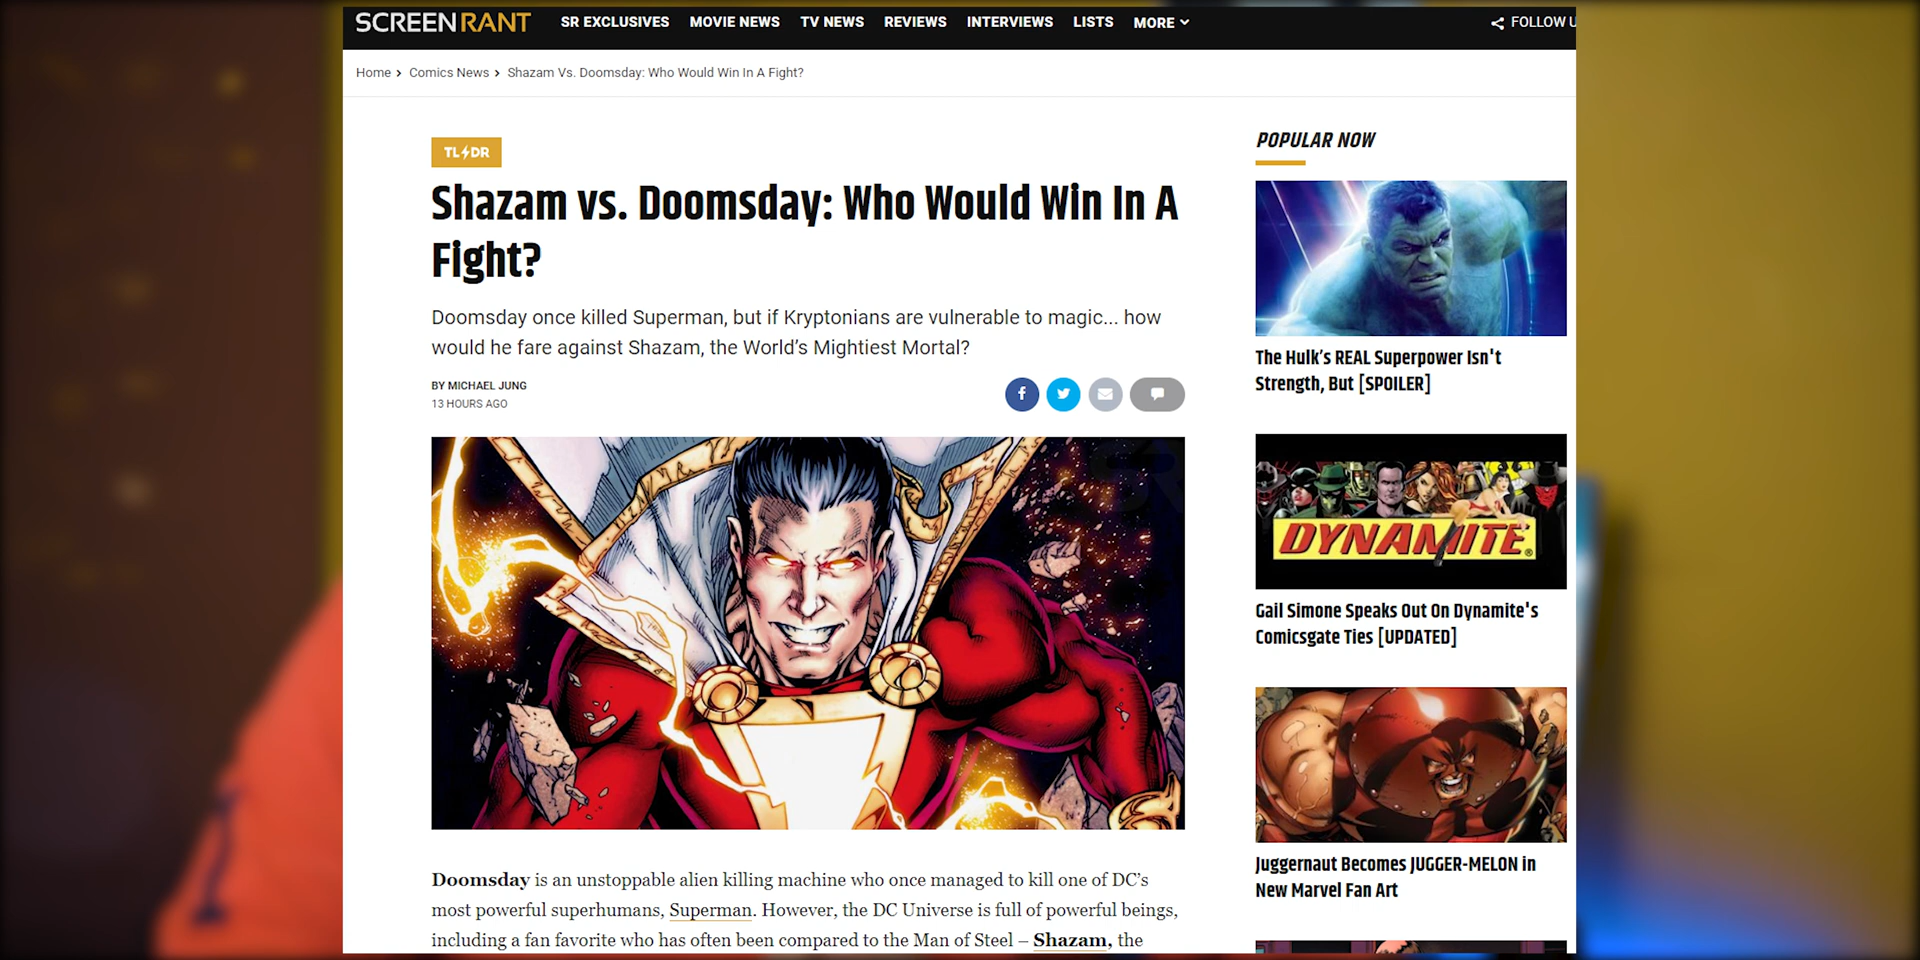 SCREENRANT
SR EXCLUSIVES MOVIE NEWS TV NEWS REVIEWS INTERVIEWS LISTS MORE
FOLLOW U
Home > Comics News > Shazam Vs. Doomsday: Who Would Win In A Fight?
TL DR
Shazam vs. Doomsday: Who Would Win In A
Fight?
Doomsday once killed Superman, but if Kryptonians are vulnerable to magic... how
would he fare against Shazam, the World's Mightiest Mortal?
BY MICHAEL JUNG
13 HOURS AGO
Doomsday is an unstoppable alien killing machine who once managed to kill one of DC's
most powerful superhumans, Superman. However, the DC Universe is full of powerful beings,
including a fan favorite who has often been compared to the Man of Steel – Shazam, the
POPULAR NOW
The Hulk's REAL Superpower Isn't
Strength, But [SPOILER]
DYNAMITE®
Gail Simone Speaks Out On Dynamite's
Comicsgate Ties [UPDATED]
Juggernaut Becomes JUGGER-MELON in
New Marvel Fan Art